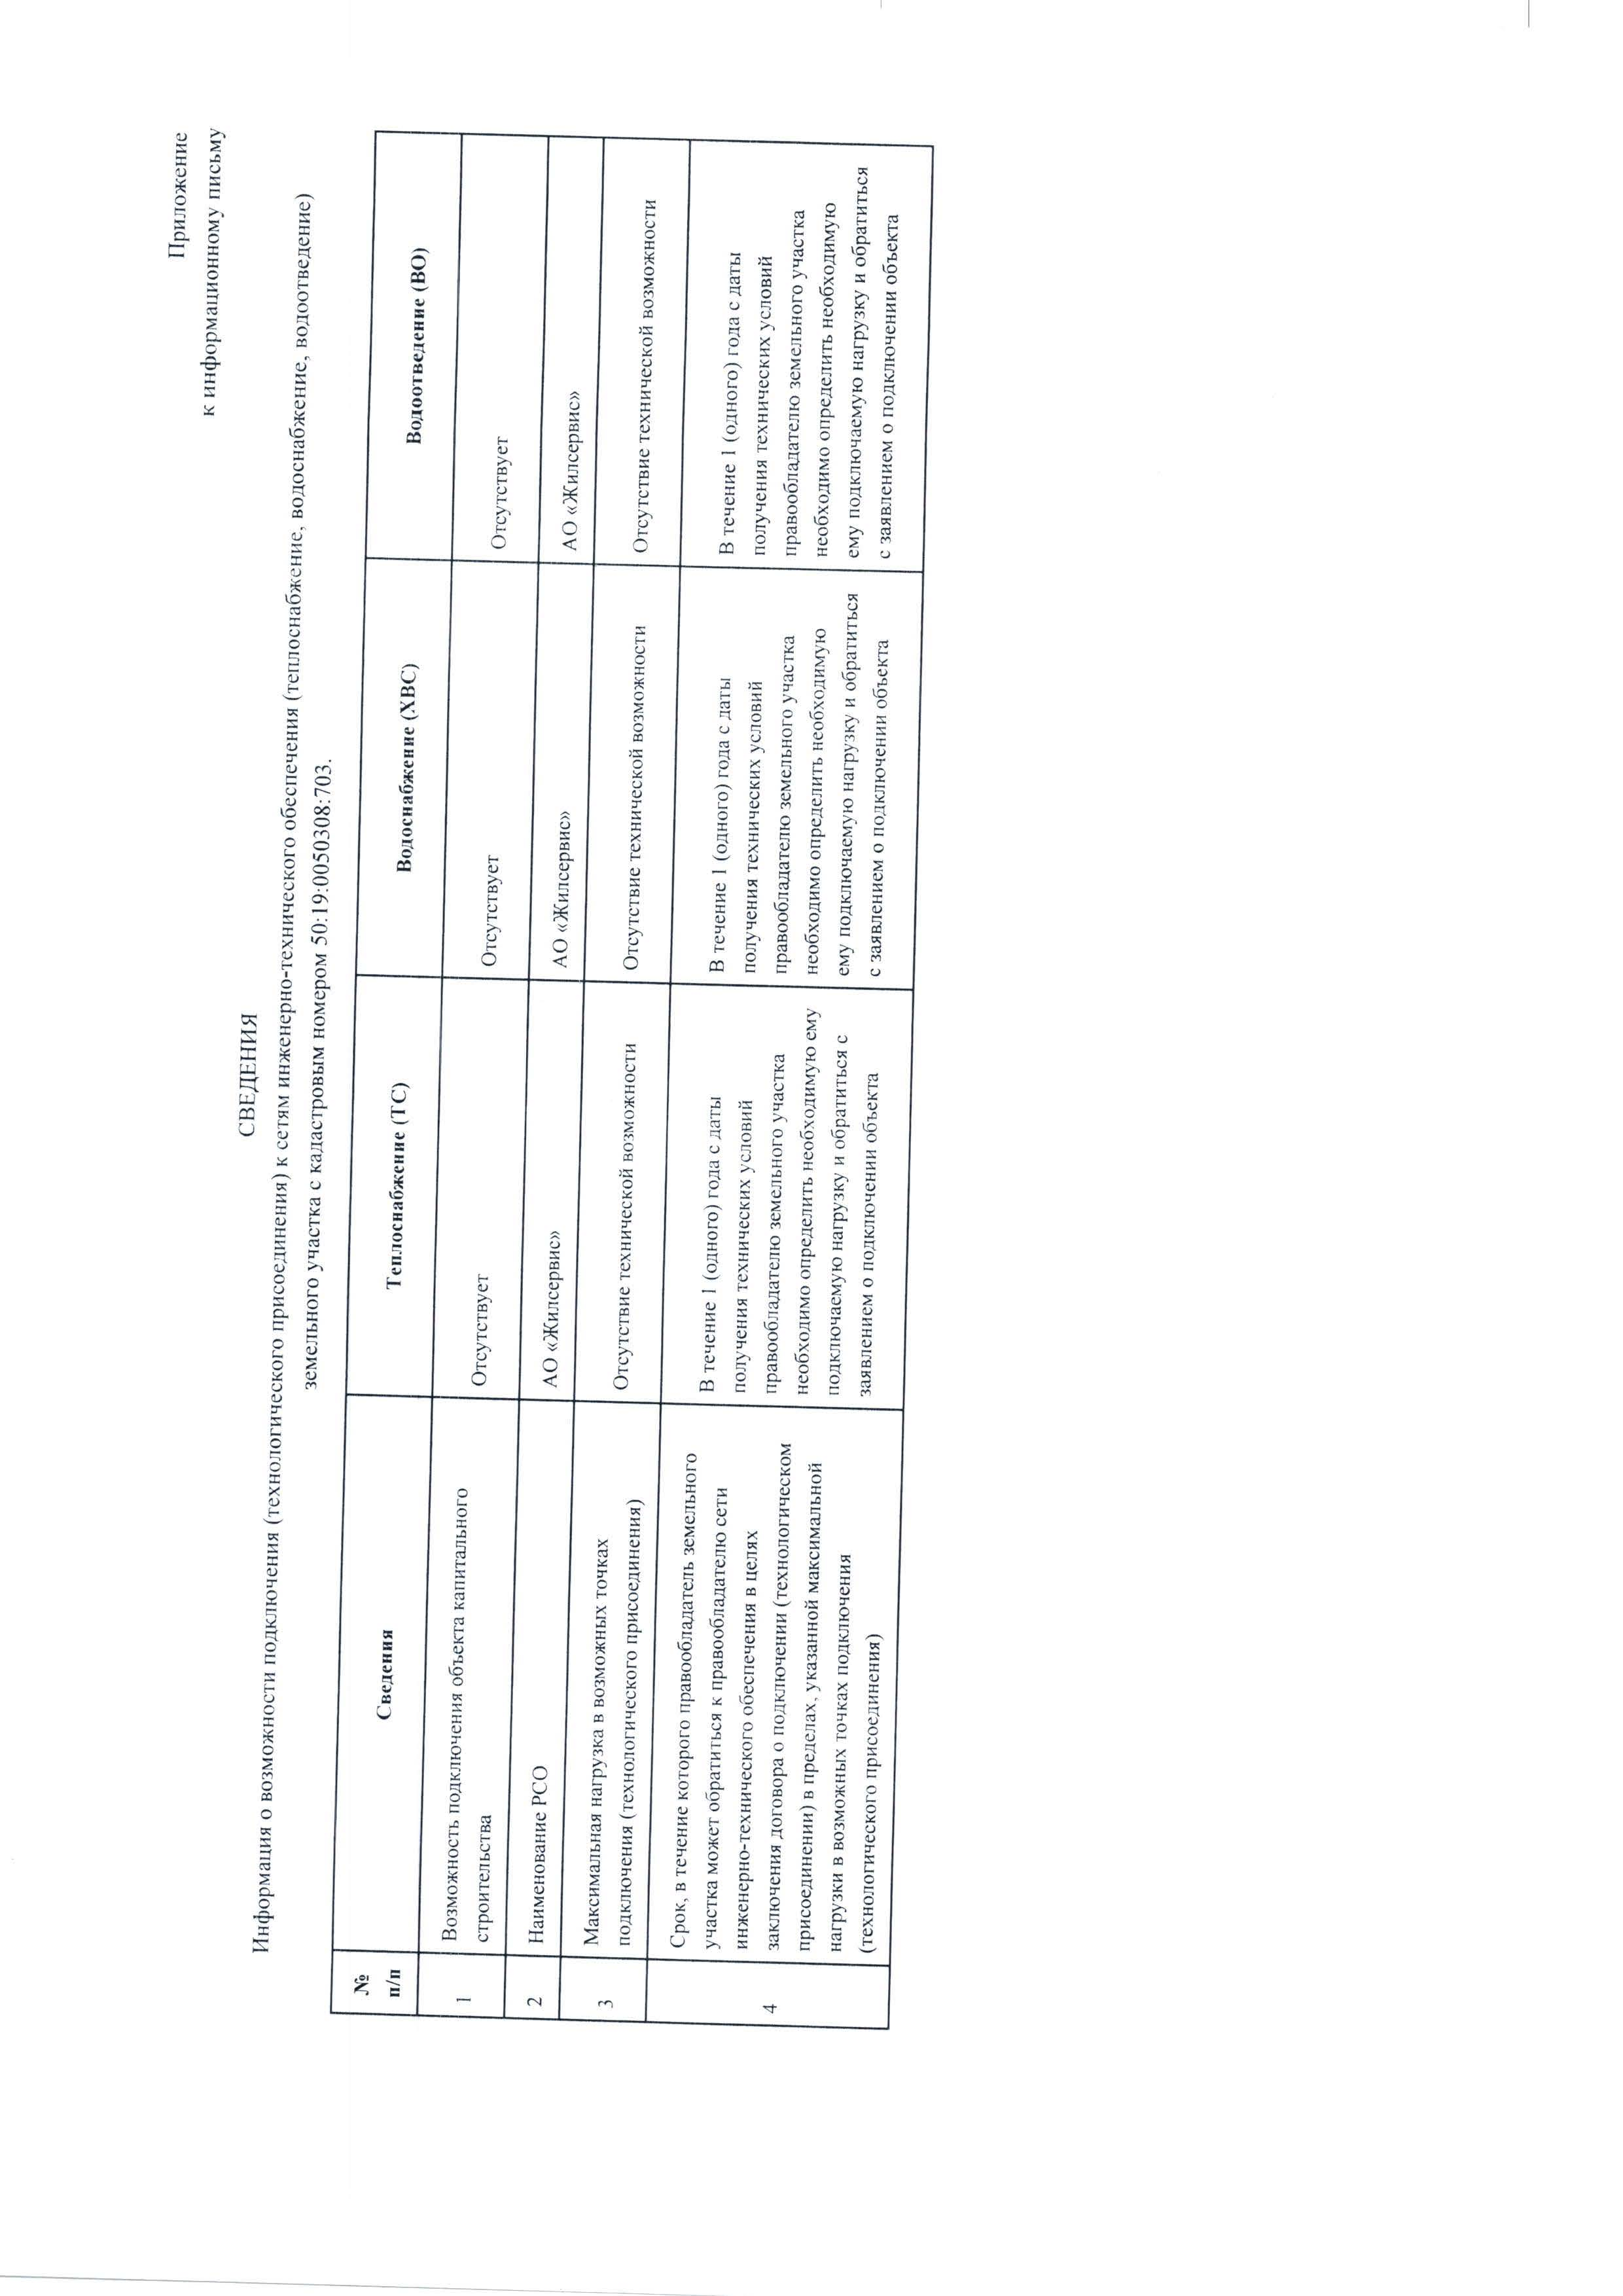 Приложение
к информационному письму
СВЕДЕНИЯ
Информация о возможности подключения (технологического присоединения) к сетям инженерно-технического обеспечения (теплоснабжение, водоснабжение, водоотведение)
земельного участка с кадастровым номером 50:19:0050308:703.
№
п/п
Сведения
Теплоснабжение (ТС)
Водоснабжение (ХВС)
Водоотведение (ВО)
1
Возможность подключения объекта капитального
строительства
Отсутствует
Отсутствует
Отсутствует
2
Наименование РСО
АО «Жилсервис»
АО «Жилсервис»
АО «Жилсервис»
3
Максимальная нагрузка в возможных точках
подключения (технологического присоединения)
Отсутствие технической возможности
Отсутствие технической возможности
Отсутствие технической возможности
4
Срок, в течение которого правообладатель земельного
участка может обратиться к правообладателю сети
инженерно-технического обеспечения в целях
заключения договора о подключении (технологическом
присоединении) в пределах, указанной максимальной
нагрузки в возможных точках подключения
(технологического присоединения)
В течение 1 (одного) года с даты
получения технических условий
правообладателю земельного участка
необходимо определить необходимую ему
подключаемую нагрузку и обратиться с
заявлением о подключении объекта
В течение 1 (одного) года с даты
получения технических условий
правообладателю земельного участка
необходимо определить необходимую
ему подключаемую нагрузку и обратиться
с заявлением о подключении объекта
В течение 1 (одного) года с даты
получения технических условий
правообладателю земельного участка
необходимо определить необходимую
ему подключаемую нагрузку и обратиться
с заявлением о подключении объекта